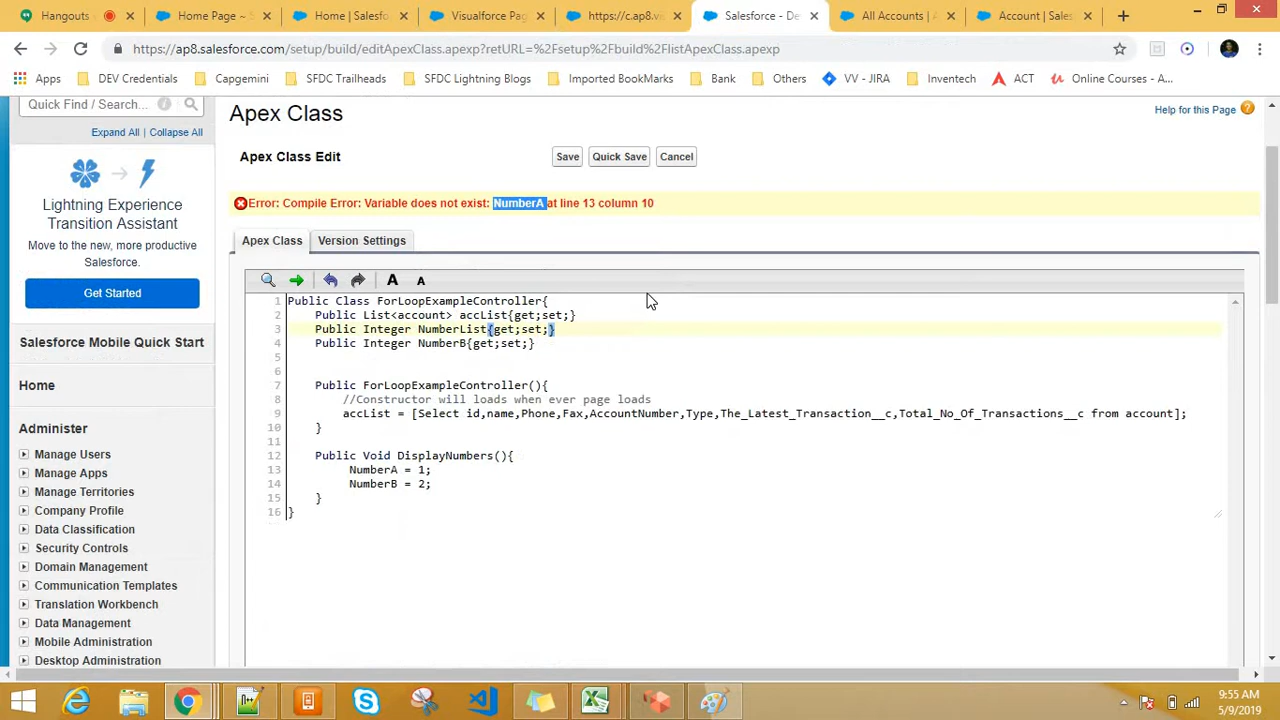 Hangouts
Home Page ~ S
Home | Salesfo
Visualforce Pag
https://c.ap8.vis
Salesforce - De
All Accounts | A
Account | Sales
https://ap8.salesforce.com/setup/build/editApexClass.apexp?retURL=%2Fsetup%2Fbuild%2FlistApexClass.apexp
Apps DEV Credentials Capgemini SFDC Trailheads SFDC Lightning Blogs Imported BookMarks Bank Others VV - JIRA Inventech ACT Online Courses - A...
Quick Find / Search...
Expand All | Collapse All
Lightning Experience
Transition Assistant
Move to the new, more productive
Salesforce.
Get Started
Salesforce Mobile Quick Start
Home
Administer
Manage Users
Manage Apps
Manage Territories
Company Profile
Data Classification
Security Controls
Domain Management
Communication Templates
Translation Workbench
Data Management
Mobile Administration
Desktop Administration
Apex Class
Help for this Page
Apex Class Edit
Save Quick Save Cancel
Error: Compile Error: Variable does not exist: NumberA at line 13 column 10
Apex Class Version Settings
A A
1 Public Class ForLoopExampleController{
2 Public List<account> accList{get;set;}
3 Public Integer NumberList{get;set;}
4 Public Integer NumberB{get;set;}
5
6
7 Public ForLoopExampleController(){
8 //Constructor will loads when ever page loads
9 accList = [Select id,name,Phone,Fax,AccountNumber,Type,The_Latest_Transaction__c,Total_No_Of_Transactions__c from account];
10 }
11
12 Public Void DisplayNumbers(){
13 NumberA = 1;
14 NumberB = 2;
15 }
16 }
9:55 AM
5/9/2019